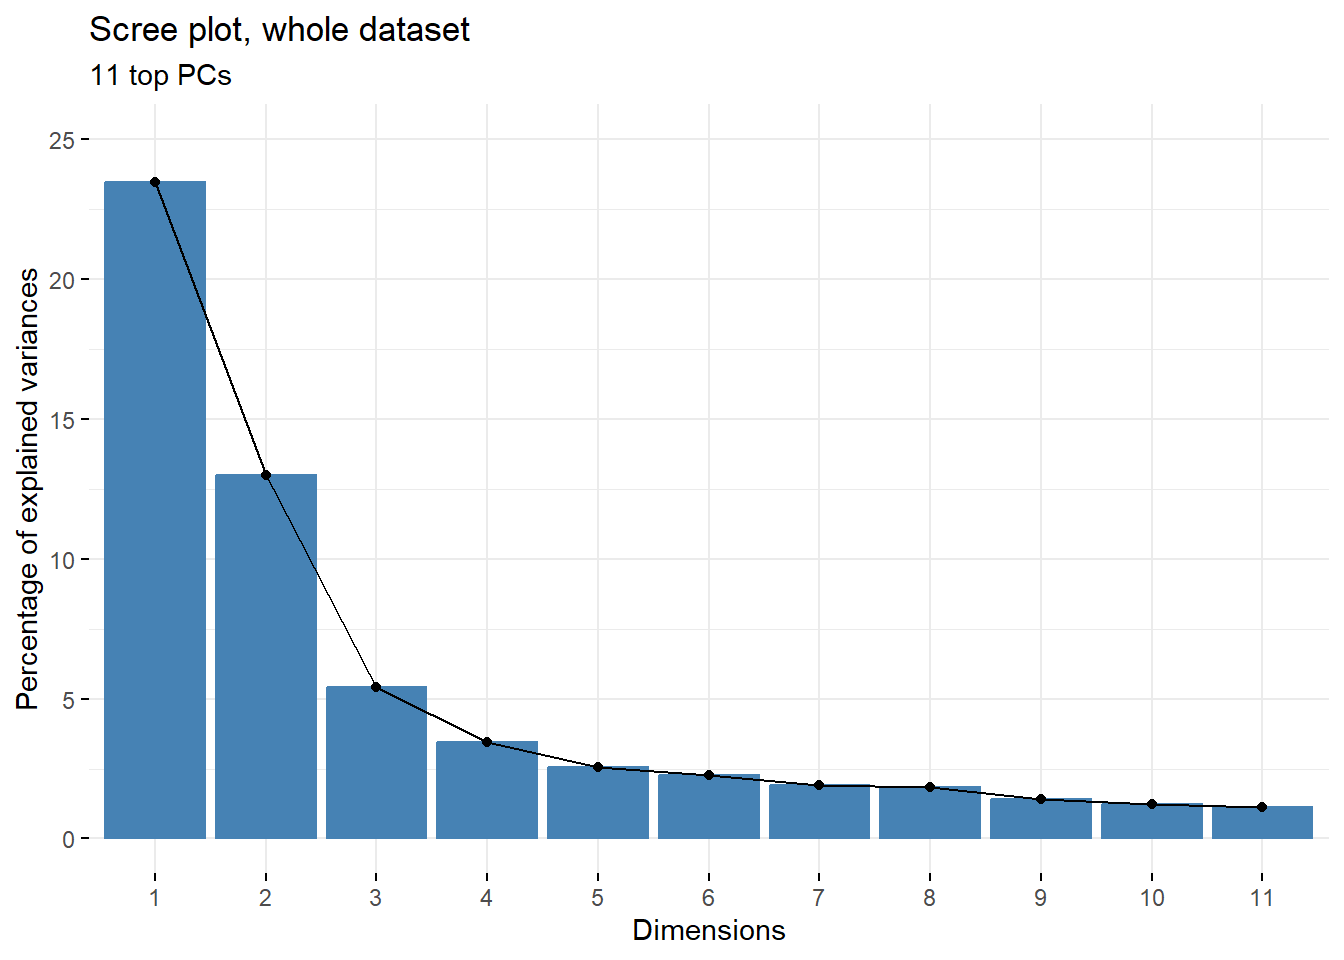 Scree plot, whole dataset
11 top PCs
Percentage of explained variances
25
20
15
10
5
0
1 2 3 4 5 6 7 8 9 10 11
Dimensions